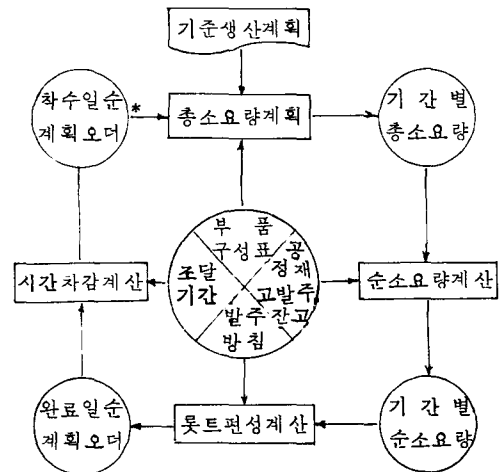 기준생산계획
착수일순
계획오더
*
총소요량계획
기 간 별
총소요량
부 품
구성표
조달
기간
공
정재
고발주
잔고
발주
방침
시간차감계산
순소요량계산
완료일순
계획오더
롯트편성계산
기 간 별
순소요량